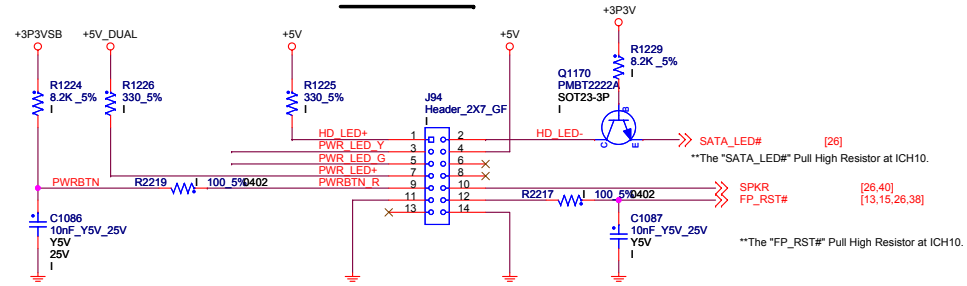 +3P3VSB +5V_DUAL +5V +5V +3P3V
R1224
8.2K _5%
I
R1226
330_5%
I
R1225
330_5%
I
R1229
8.2K _5%
I
Q1170
PMBT2222A
SOT23-3P
I
B
C E
J94
Header_2X7_GF
I
HD_LED+ 1 2 HD_LED-
PWR_LED_Y 3 4
PWR_LED_G 5 6
PWR_LED+ 7 8
PWRBTN R2219 I 100_5% 0402 PWRBTN_R 9 10
11 12 R2217 I 100_5% 0402
13 14
SATA_LED# [26]
**The "SATA_LED#" Pull High Resistor at ICH10.
SPKR [26,40]
FP_RST# [13,15,26,38]
C1086
10nF_Y5V_25V
Y5V
25V
I
C1087
10nF_Y5V_25V
Y5V
I
**The "FP_RST#" Pull High Resistor at ICH10.